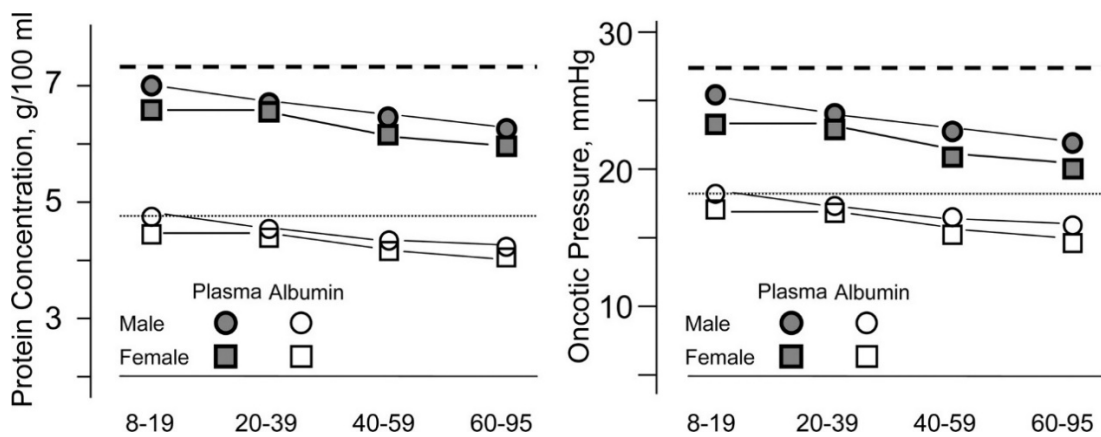 Protein Concentration, g/100 ml
7
5
3
Plasma Albumin
Male
Female
8-19 20-39 40-59 60-95
Oncotic Pressure, mmHg
30
20
10
Plasma Albumin
Male
Female
8-19 20-39 40-59 60-95